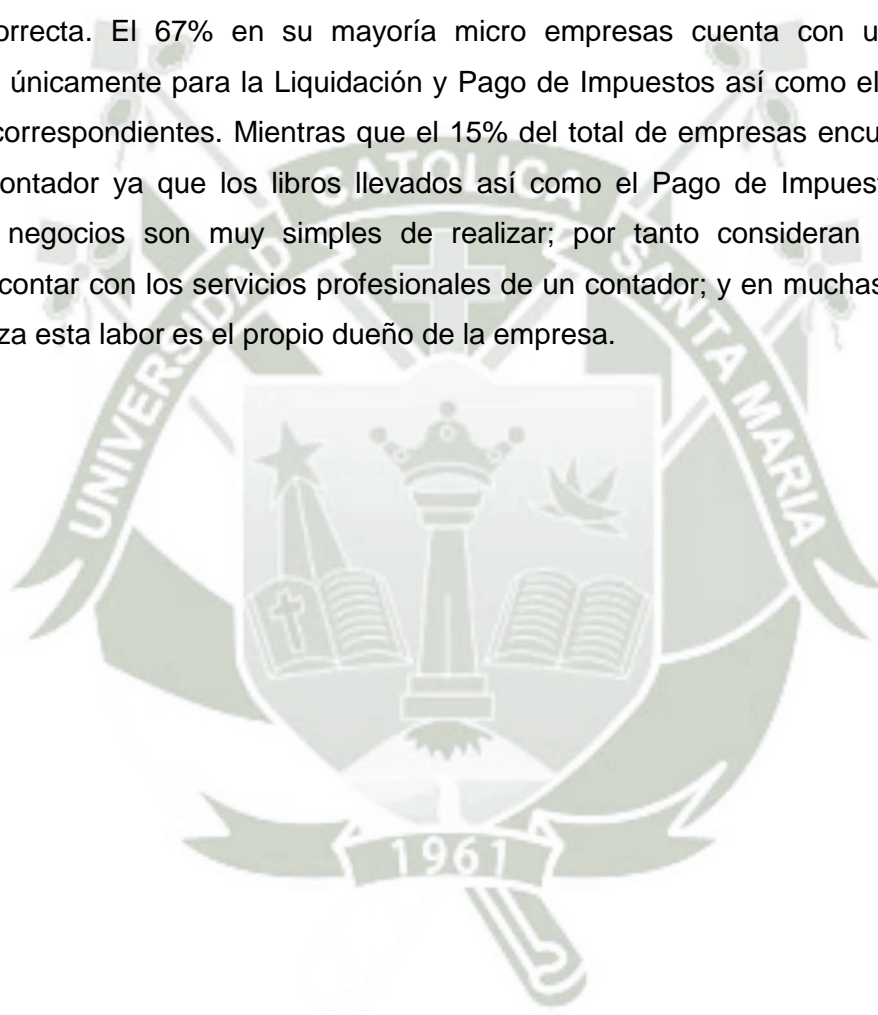 orrecta. El 67% en su mayoría micro empresas cuenta con u
únicamente para la Liquidación y Pago de Impuestos así como el
correspondientes. Mientras que el 15% del total de empresas encu
ontador ya que los libros llevados así como el Pago de Impuest
negocios son muy simples de realizar; por tanto consideran
contar con los servicios profesionales de un contador; y en muchas
za esta labor es el propio dueño de la empresa.
UNIVERSIDAD CATOLICA SANTA MARIA
1961